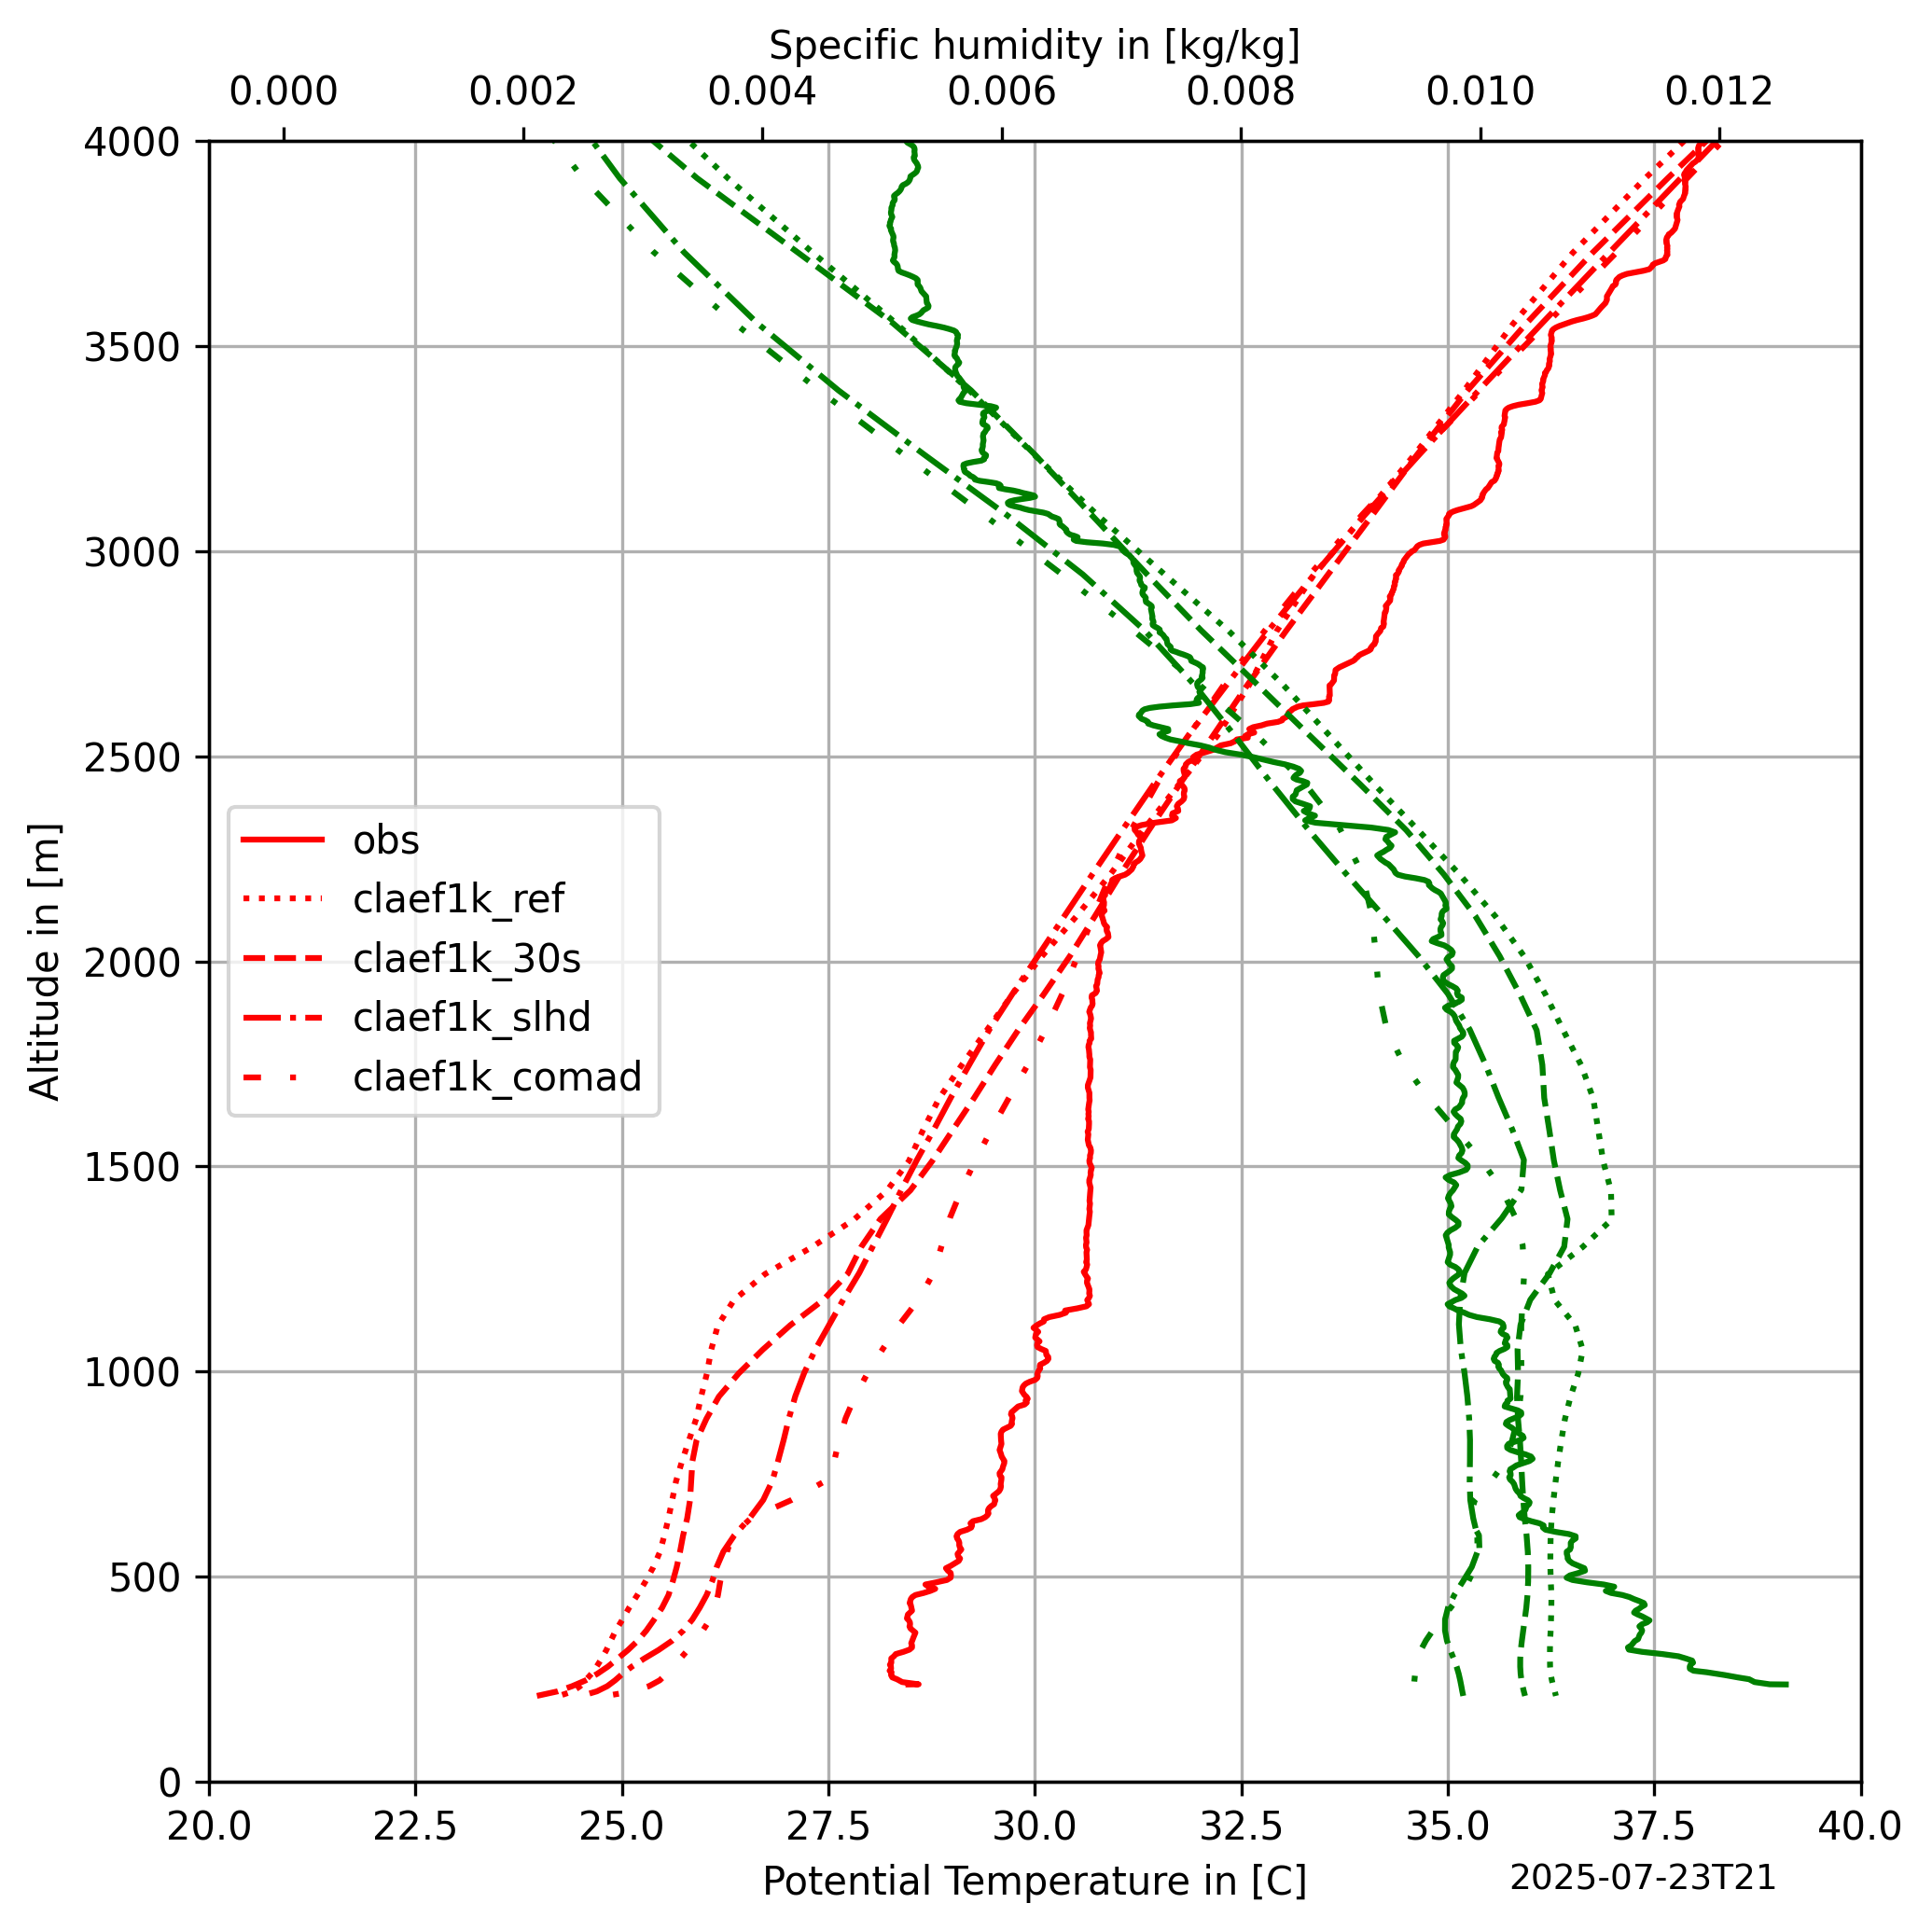 Specific humidity in [kg/kg]
0.000 0.002 0.004 0.006 0.008 0.010 0.012
4000
3500
3000
2500
2000
1500
1000
500
0
Altitude in [m]
obs
claef1k_ref
claef1k_30s
claef1k_slhd
claef1k_comad
20.0 22.5 25.0 27.5 30.0 32.5 35.0 37.5 40.0
Potential Temperature in [C]
2025-07-23T21